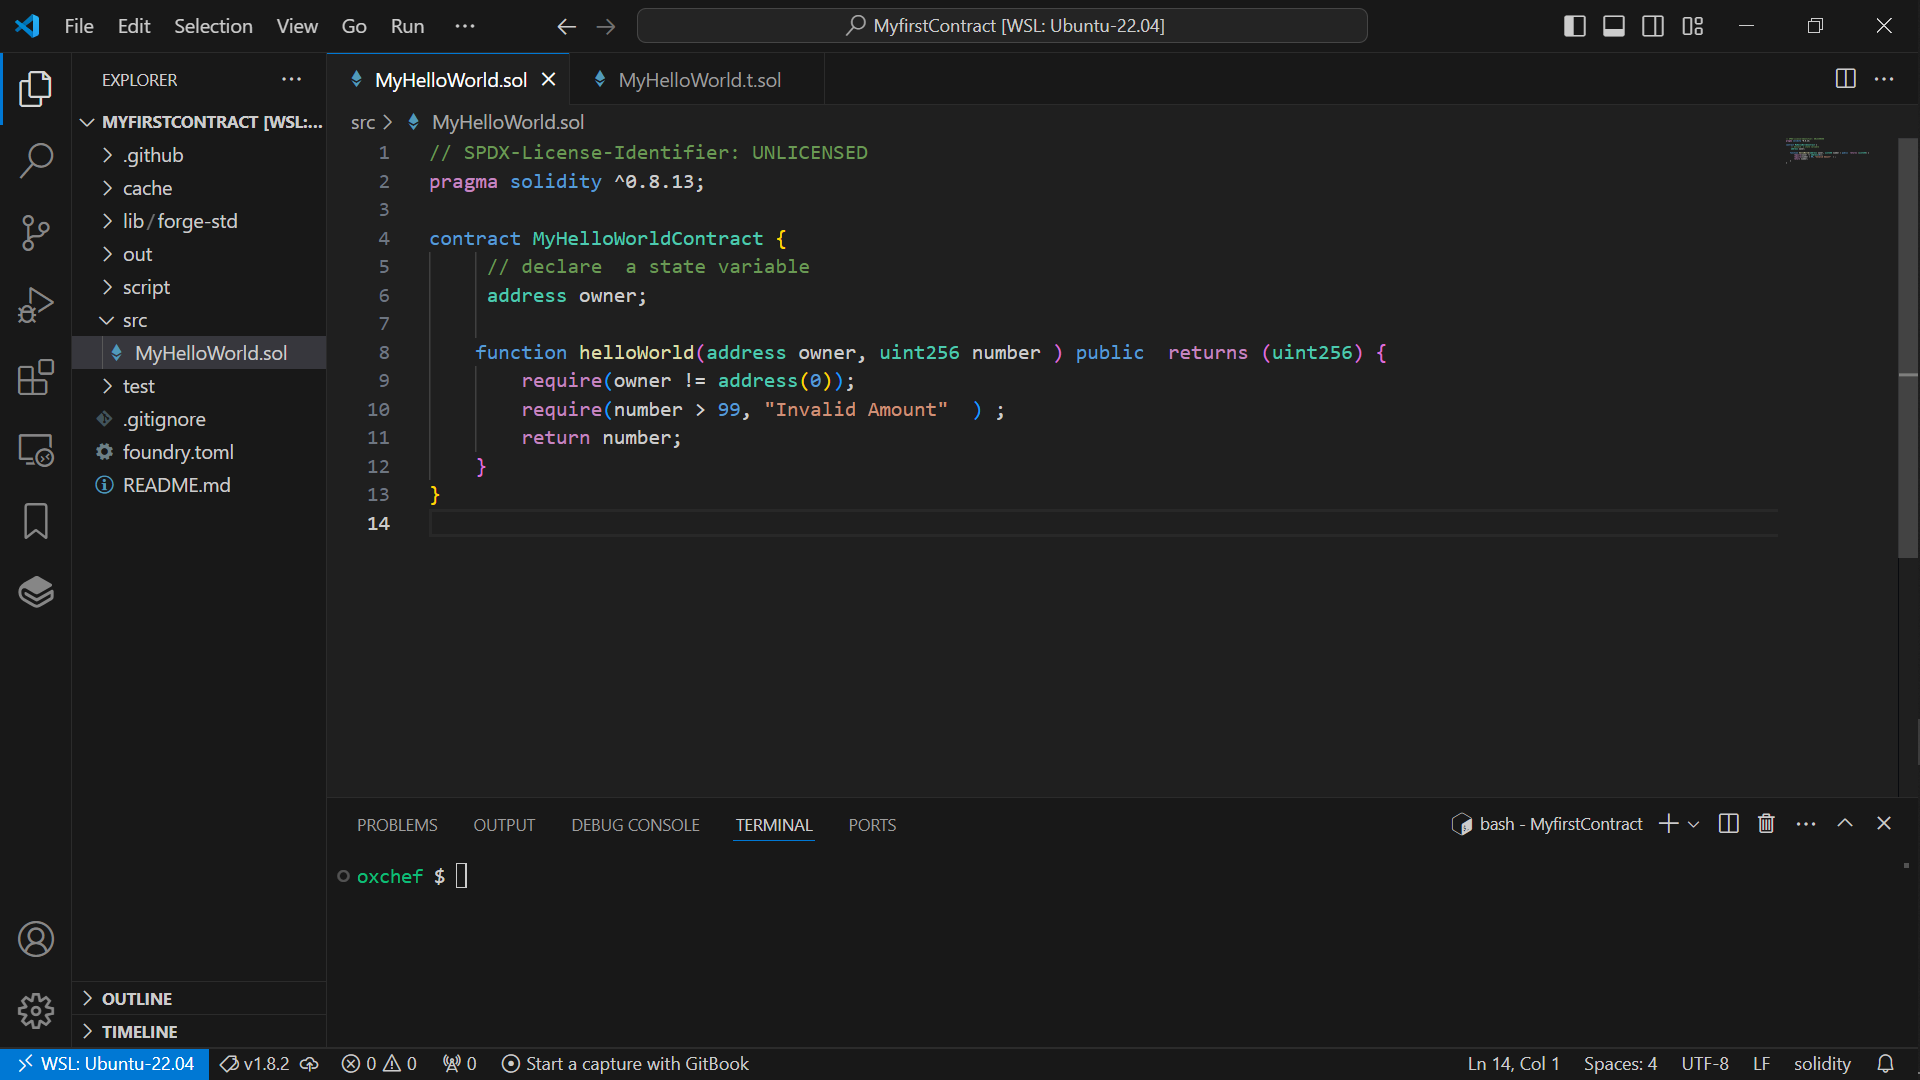 File Edit Selection View Go Run ···
MyfirstContract [WSL: Ubuntu-22.04]
EXPLORER
MYFIRSTCONTRACT [WSL:...
.github
cache
lib / forge-std
out
script
src
MyHelloWorld.sol
test
.gitignore
foundry.toml
README.md
OUTLINE
TIMELINE
MyHelloWorld.sol
MyHelloWorld.t.sol
src > MyHelloWorld.sol
1 // SPDX-License-Identifier: UNLICENSED
2 pragma solidity ^0.8.13;
3
4 contract MyHelloWorldContract {
5 // declare  a state variable
6 address owner;
7
8 function helloWorld(address owner, uint256 number ) public  returns (uint256) {
9 require(owner != address(0));
10 require(number > 99, "Invalid Amount"  ) ;
11 return number;
12 }
13 }
14
PROBLEMS OUTPUT DEBUG CONSOLE TERMINAL PORTS
bash - MyfirstContract
oxchef $
WSL: Ubuntu-22.04 v1.8.2 0 0 0 Start a capture with GitBook
Ln 14, Col 1 Spaces: 4 UTF-8 LF solidity